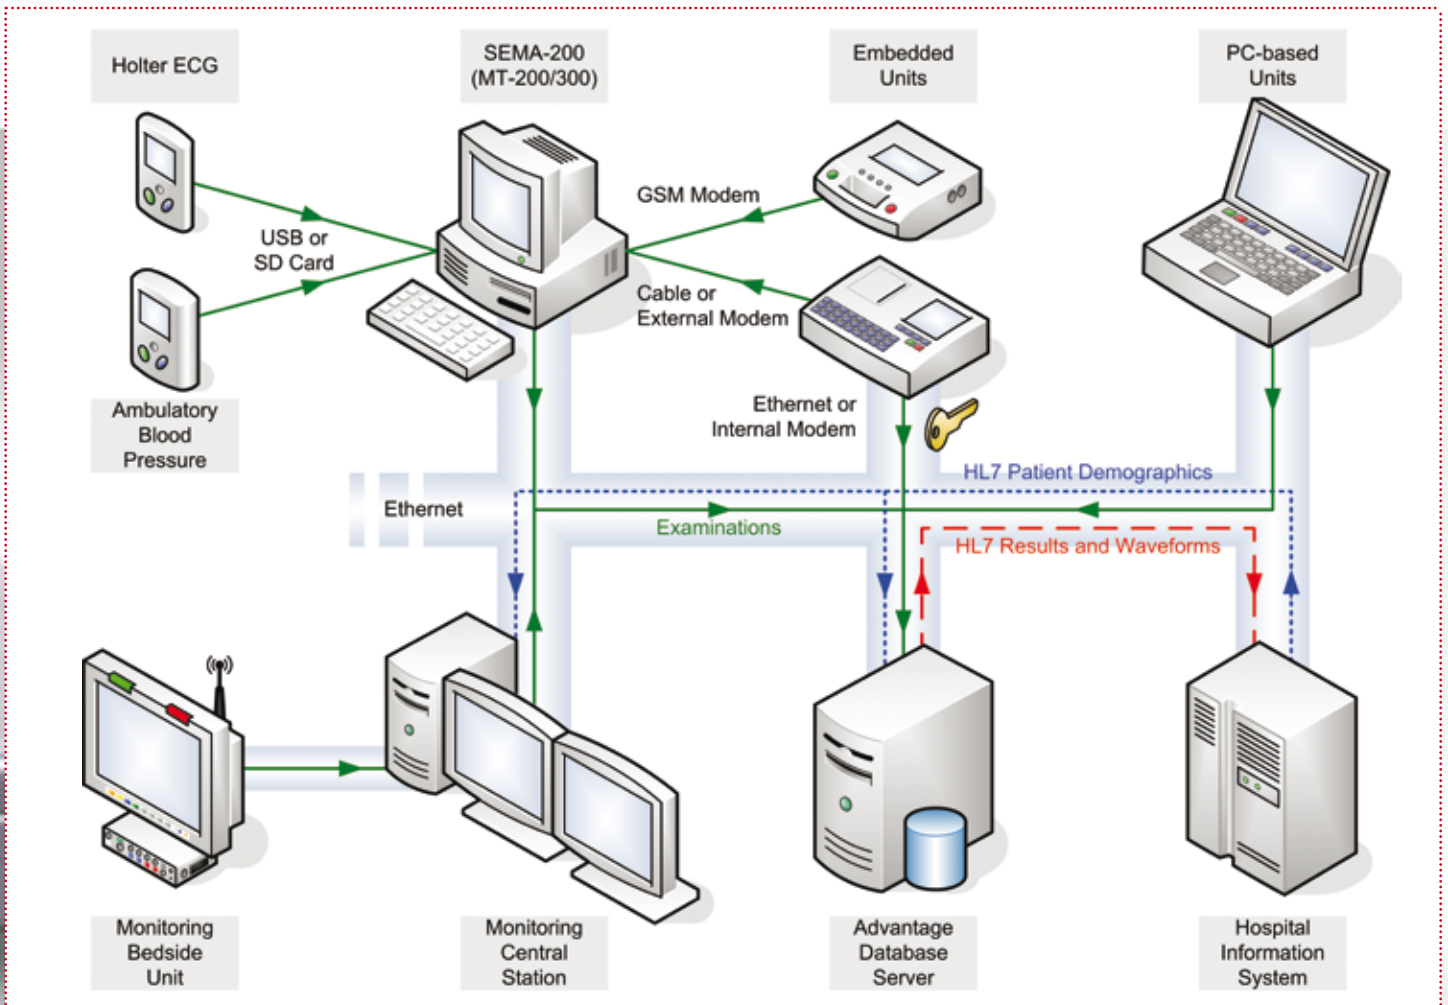 Holter ECG
SEMA-200
(MT-200/300)
Embedded
Units
PC-based
Units
GSM Modem
USB or
SD Card
Cable or
External Modem
Ambulatory
Blood
Pressure
Ethernet or
Internal Modem
HL7 Patient Demographics
Ethernet
Examinations
HL7 Results and Waveforms
Monitoring
Bedside
Unit
Monitoring
Central
Station
Advantage
Database
Server
Hospital
Information
System